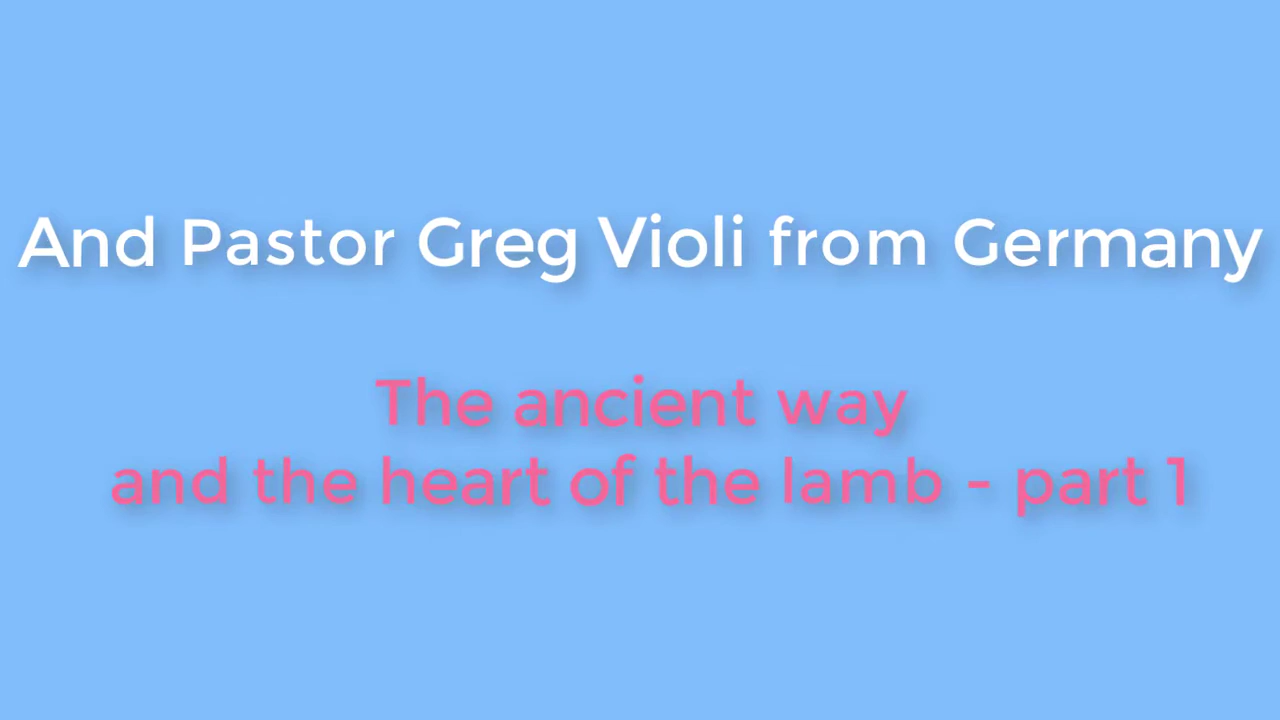 And Pastor Greg Violi from Germany
The ancient way
and the heart of the lamb - part 1